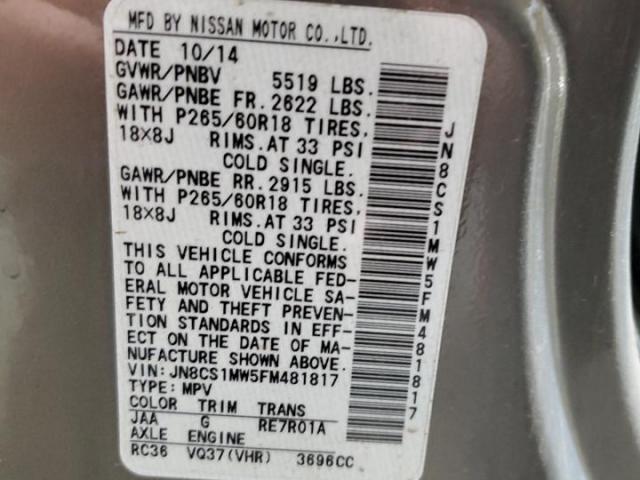 MFD BY NISSAN MOTOR CO.,LTD.
DATE 10/14
GVWR/PNBV 5519 LBS.
GAWR/PNBE FR. 2622 LBS.
WITH P265/60R18 TIRES,
18X8J RIMS. AT 33 PSI
COLD SINGLE.
GAWR/PNBE RR. 2915 LBS.
WITH P265/60R18 TIRES,
18X8J RIMS. AT 33 PSI
COLD SINGLE.
THIS VEHICLE CONFORMS
TO ALL APPLICABLE FED-
ERAL MOTOR VEHICLE SA-
FETY AND THEFT PREVEN-
TION STANDARDS IN EFF-
ECT ON THE DATE OF MA-
NUFACTURE SHOWN ABOVE.
VIN: JN8CS1MW5FM481817
TYPE: MPV
COLOR TRIM TRANS
JAA G RE7R01A
AXLE ENGINE
RC36 VQ37(VHR) 3696CC
JN8CS1MW5FM481817